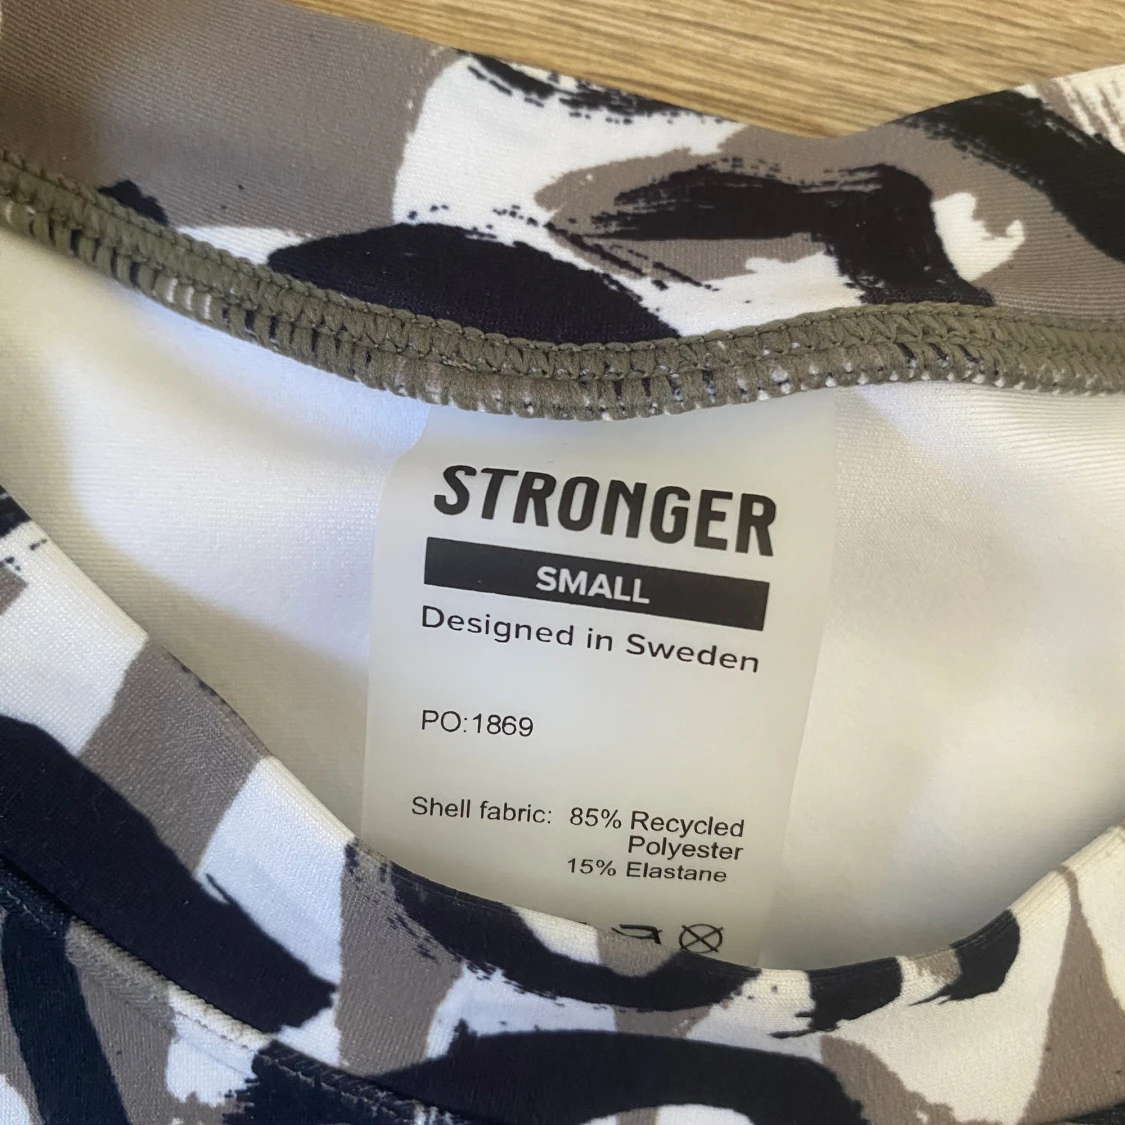 STRONGER
SMALL
Designed in Sweden
PO:1869
Shell fabric: 85% Recycled
Polyester
15% Elastane